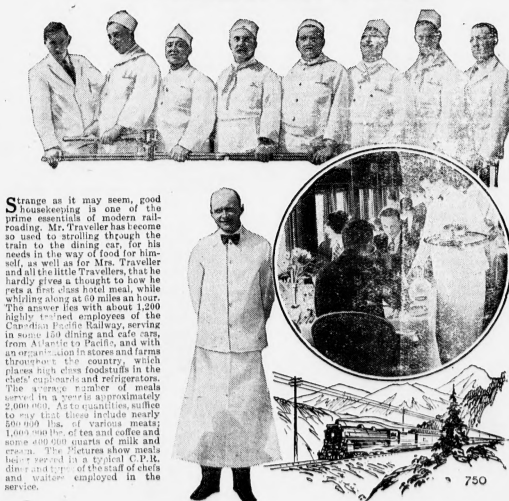 Strange as it may seem, good
housekeeping is one of the
prime essentials of modern rail-
roading. Mr. Traveller has become
so used to strolling through the
train to the dining car, for his
needs in the way of food for him-
self, as well as for Mrs. Traveller
and all the little Travellers, that he
hardly gives a thought to how he
gets a first class hotel meal, while
whirling along at 60 miles an hour.
The answer lies with about 1,200
highly trained employees of the
Canadian Pacific Railway, serving
in some 150 dining and cafe cars,
from Atlantic to Pacific, and with
an organization in stores and farms
throughout the country, which
places high class foodstuffs in the
chefs' cupboards and refrigerators.
The average number of meals
served in a year is approximately
2,000,000. As to quantities, suffice
to say that these include nearly
500,000 lbs. of various meats;
lbs. of tea and coffee and
some quarts of milk and
cream. The Pictures show meals
being served in a typical C.P.R.
diner and types of the staff of chefs
and waiters employed in the
service.
750